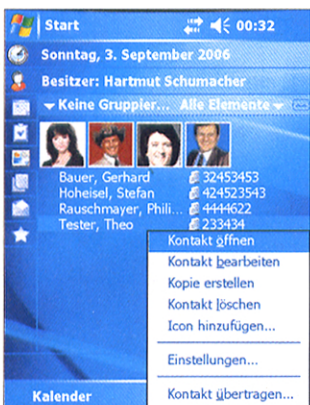 Start 00:32
Sonntag, 3. September 2006
Besitzer: Hartmut Schumacher
Keine Gruppier... Alle Elemente
Bauer, Gerhard 32453453
Hoheisel, Stefan 424523543
Rauschmayer, Phili... 4444622
Tester, Theo 233434
Kontakt öffnen
Kontakt bearbeiten
Kopie erstellen
Kontakt löschen
Icon hinzufügen...
Einstellungen...
Kalender Kontakt übertragen...